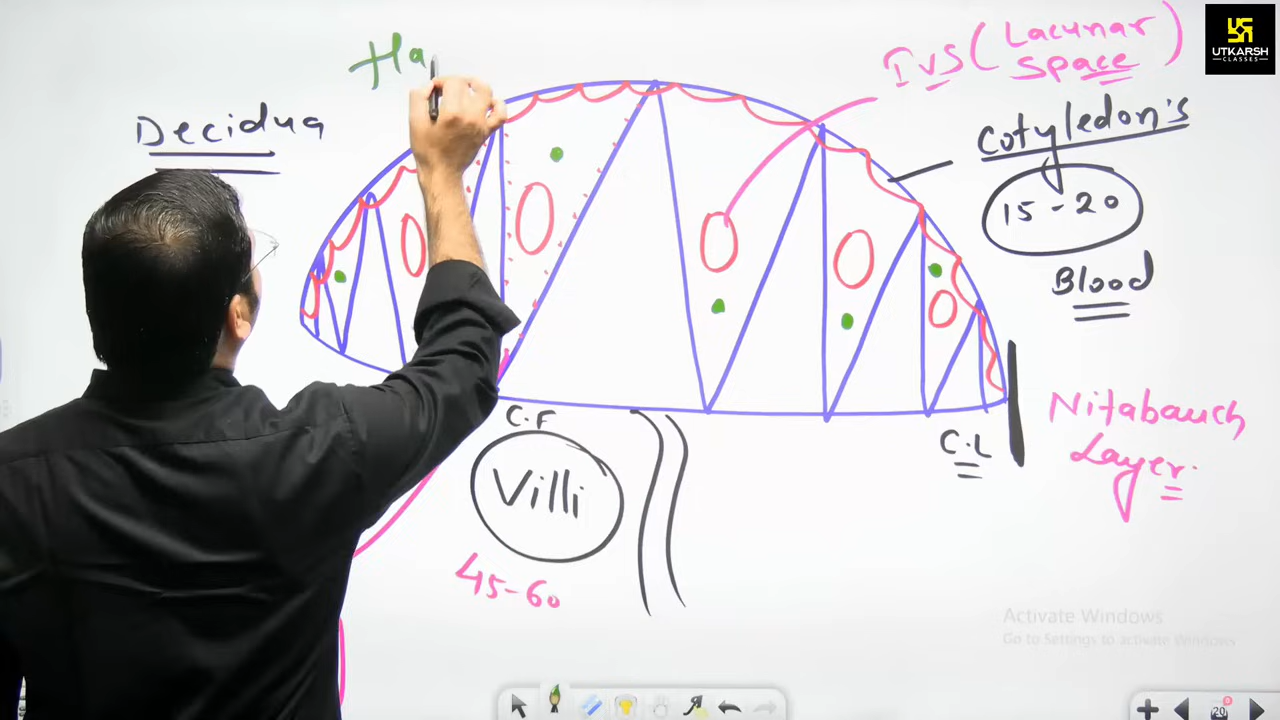 Ha
IVS (Lacunar
Space)
UTKARSH
CLASSES
Decidua
Cotyledon's
15-20
Blood
C.F
Villi
45-60
C.L
Nitabauch
Layer.
Activate Windows
Go to Settings to activate Windows
20